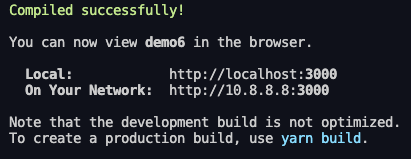 Compiled successfully!
You can now view demo6 in the browser.
Local: http://localhost:3000
On Your Network: http://10.8.8.8:3000
Note that the development build is not optimized.
To create a production build, use yarn build.